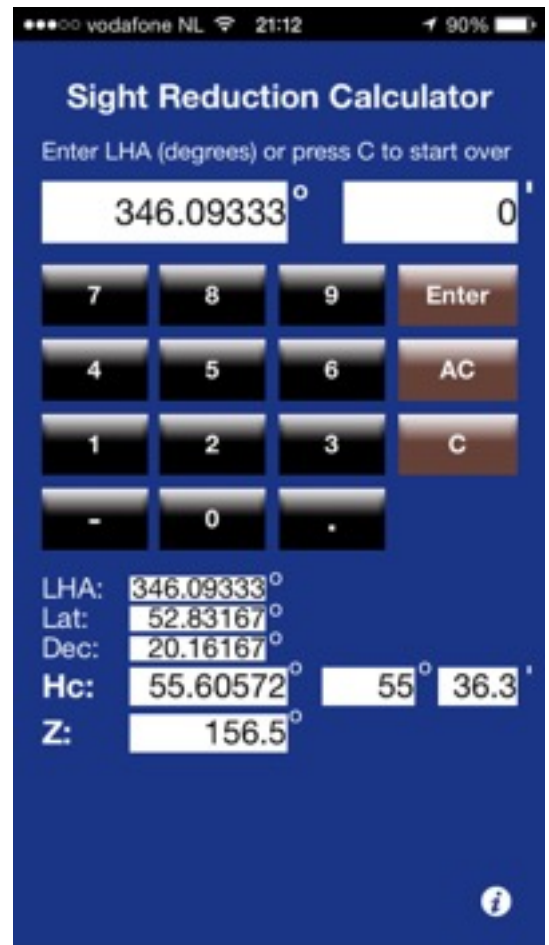 vodafone NL 21:12 90%
Sight Reduction Calculator
Enter LHA (degrees) or press C to start over
346.09333° 0'
7 8 9 Enter
4 5 6 AC
1 2 3 C
- 0 .
LHA: 346.09333°
Lat: 52.83167°
Dec: 20.16167°
Hc: 55.60572° 55° 36.3'
Z: 156.5°
i